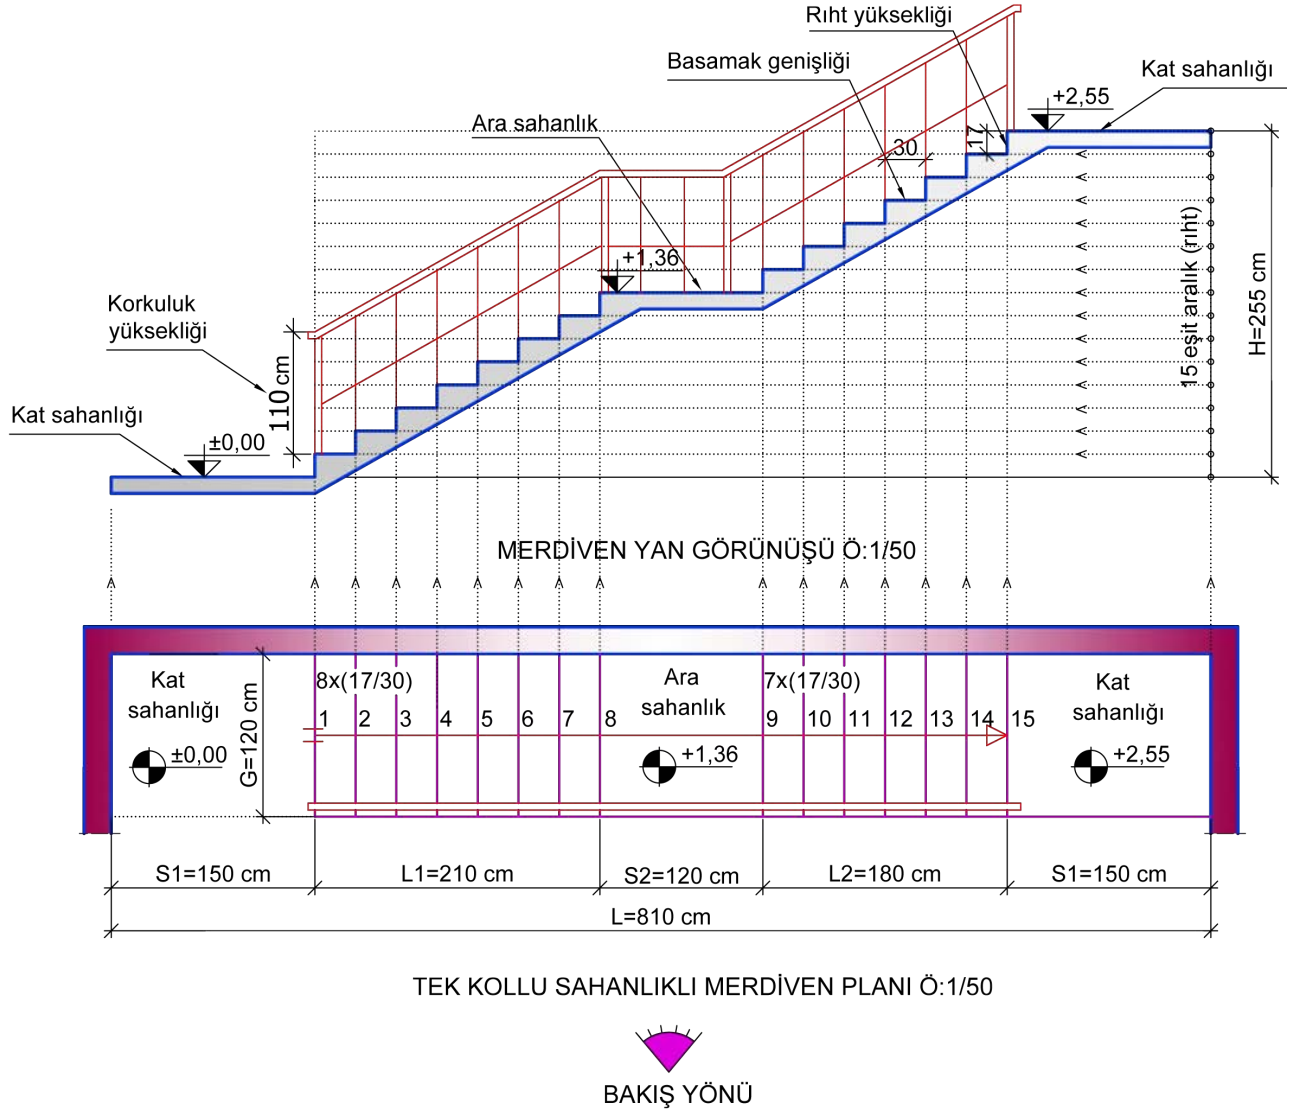 Rıht yüksekliği
Basamak genişliği
Kat sahanlığı
+2,55
Ara sahanlık
17
30
+1,36
15 eşit aralık (rıht)
H=255 cm
Korkuluk
yüksekliği
110 cm
Kat sahanlığı
±0,00
MERDİVEN YAN GÖRÜNÜŞÜ Ö:1/50
Kat
sahanlığı
±0,00
G=120 cm
8x(17/30)
1 2 3 4 5 6 7 8
Ara
sahanlık
+1,36
7x(17/30)
9 10 11 12 13 14 15
Kat
sahanlığı
+2,55
S1=150 cm L1=210 cm S2=120 cm L2=180 cm S1=150 cm
L=810 cm
TEK KOLLU SAHANLIKLI MERDİVEN PLANI Ö:1/50
BAKIŞ YÖNÜ